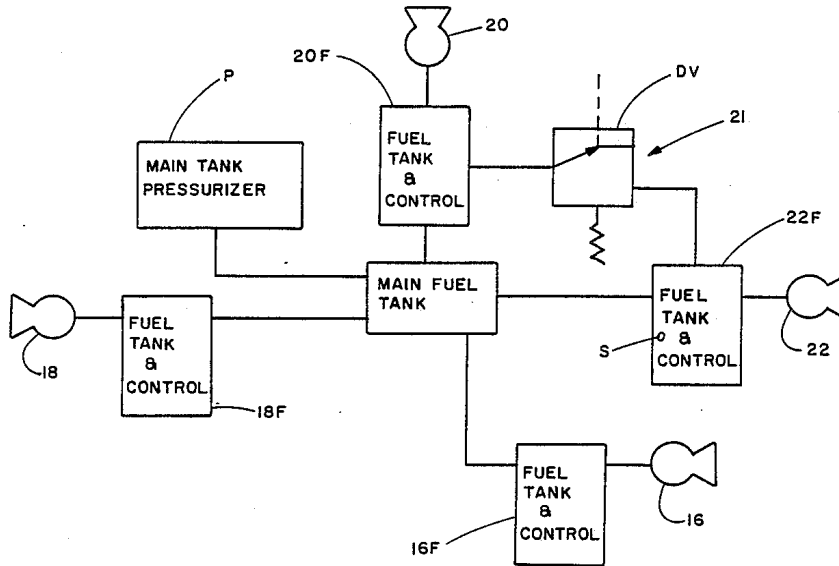 20
20F
DV
P
21
FUEL
TANK
&
CONTROL
MAIN TANK
PRESSURIZER
22F
MAIN FUEL
TANK
FUEL
TANK
&
CONTROL
S
22
FUEL
TANK
&
CONTROL
18
18F
FUEL
TANK
&
CONTROL
16
16F